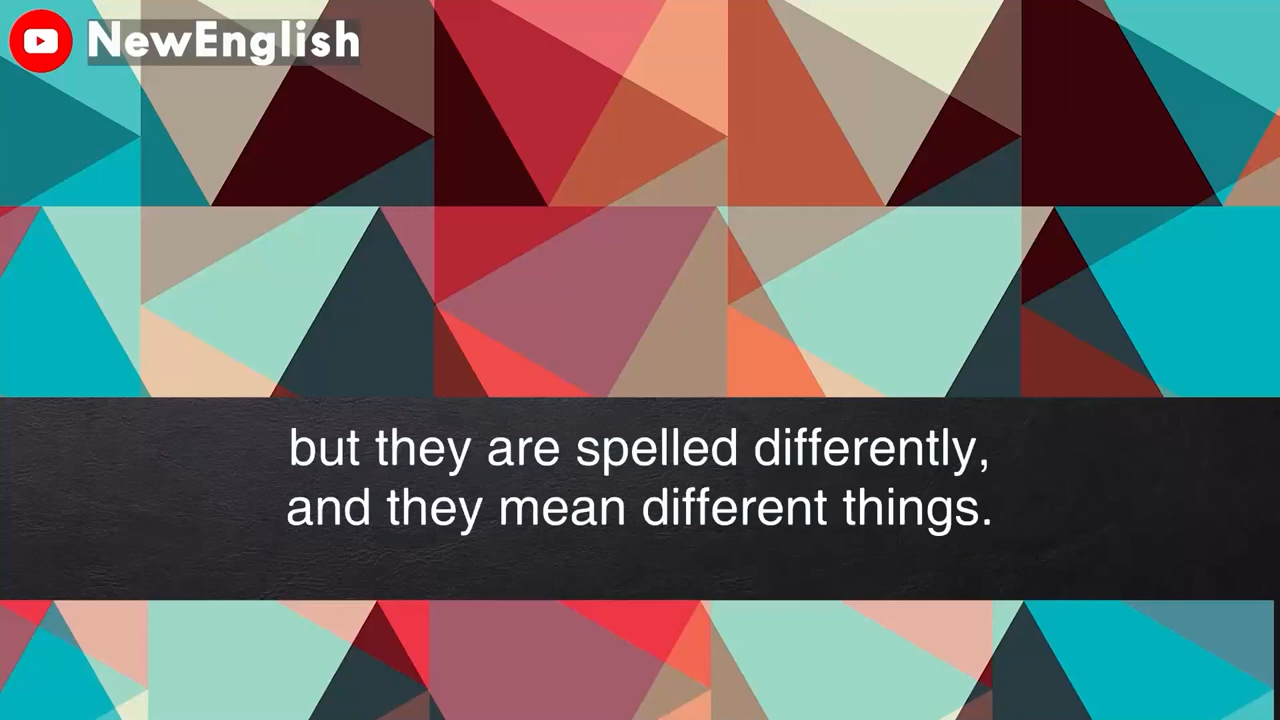 NewEnglish
but they are spelled differently,
and they mean different things.